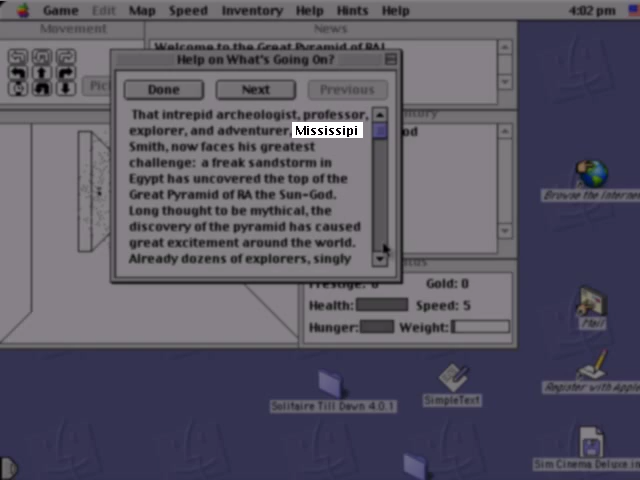 Game Edit Map Speed Inventory Help Hints Help 4:02 pm
Movement
News
Welcome to the Great Pyramid of RA!
Help on What's Going On?
Done Next Previous
That intrepid archeologist, professor,
explorer, and adventurer, Mississipi
Smith, now faces his greatest
challenge: a freak sandstorm in
Egypt has uncovered the top of the
Great Pyramid of RA the Sun-God.
Long thought to be mythical, the
discovery of the pyramid has caused
great excitement around the world.
Already dozens of explorers, singly
Prestige: 0 Gold: 0
Health: Speed: 5
Hunger: Weight:
Browse the Internet
Mail
Register with Apple
Solitaire Till Dawn 4.0.1
SimpleText
Sim Cinema Deluxe.im